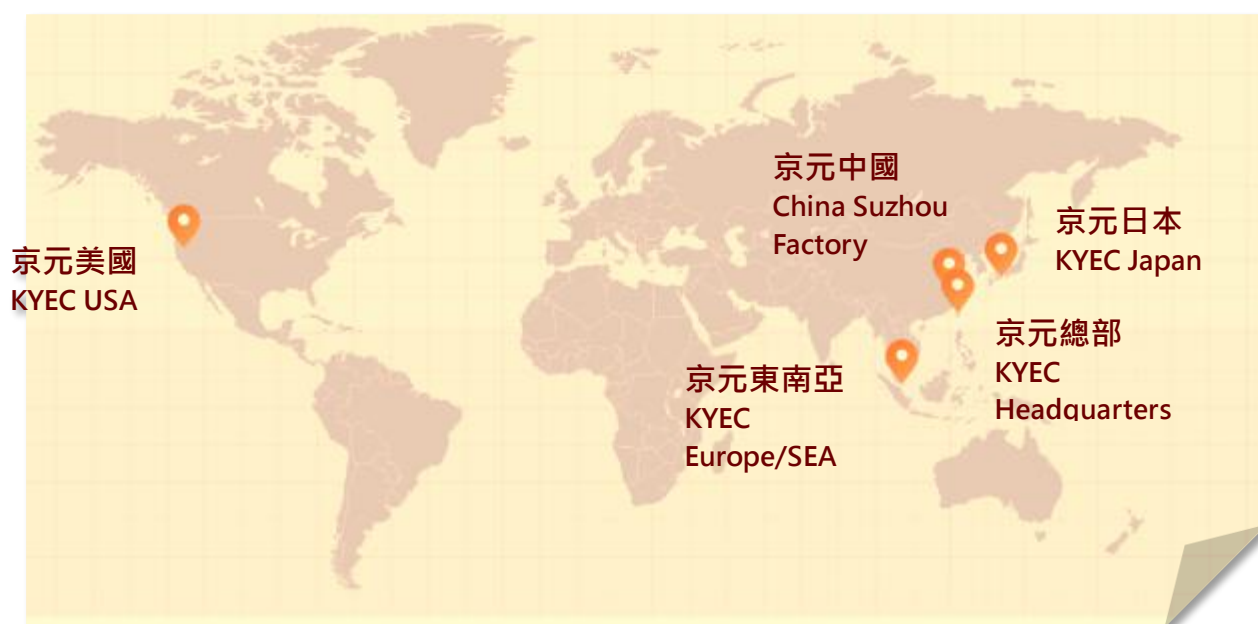 京元美國
KYEC USA
京元中國
China Suzhou
Factory
京元日本
KYEC Japan
京元總部
KYEC
Headquarters
京元東南亞
KYEC
Europe/SEA